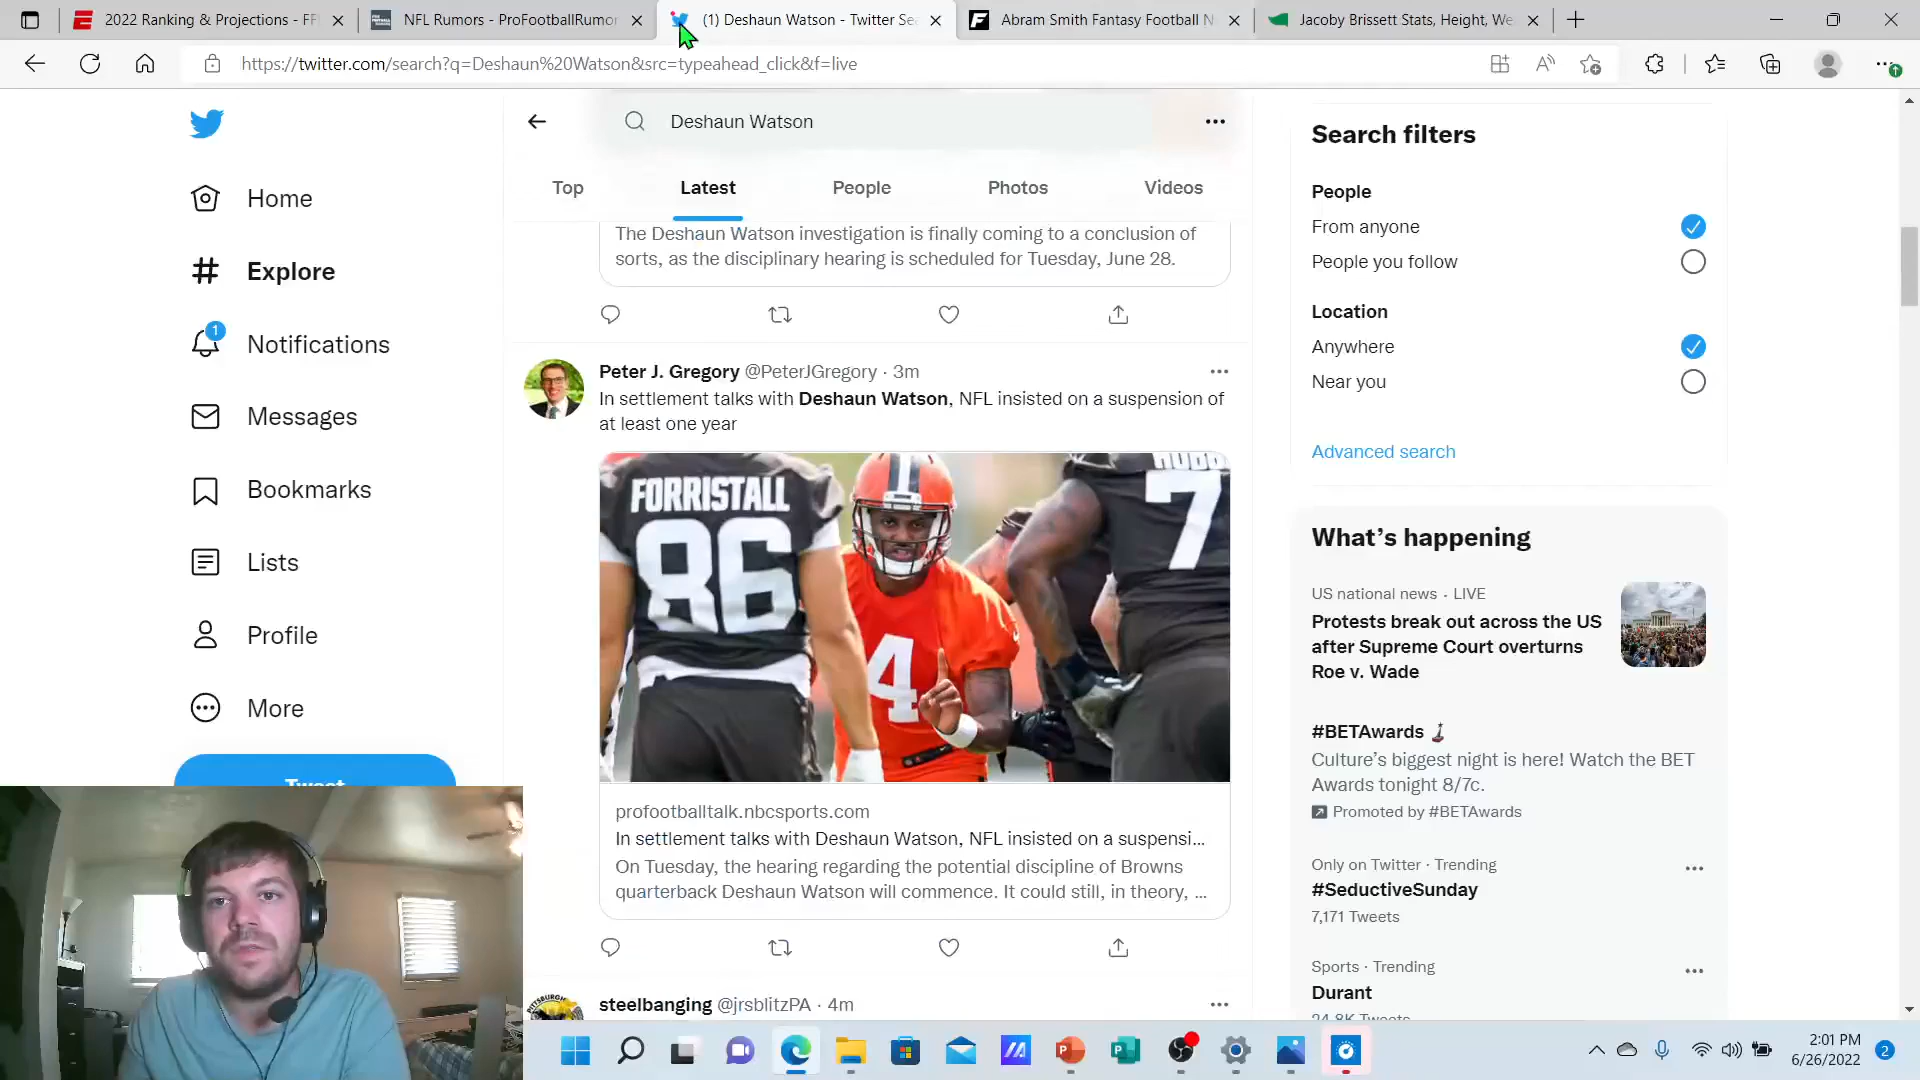 2022 Ranking & Projections - FF
NFL Rumors - ProFootballRumor
(1) Deshaun Watson - Twitter Se
Abram Smith Fantasy Football N
Jacoby Brissett Stats, Height, We
https://twitter.com/search?q=Deshaun%20Watson&src=typeahead_click&f=live
Deshaun Watson
Top
Latest
People
Photos
Videos
Home
Explore
1
Notifications
Messages
Bookmarks
Lists
Profile
More
Tweet
The Deshaun Watson investigation is finally coming to a conclusion of
sorts, as the disciplinary hearing is scheduled for Tuesday, June 28.
Peter J. Gregory @PeterJGregory · 3m
In settlement talks with Deshaun Watson, NFL insisted on a suspension of
at least one year
FORRISTALL
86
4
7
profootballtalk.nbcsports.com
In settlement talks with Deshaun Watson, NFL insisted on a suspensi...
On Tuesday, the hearing regarding the potential discipline of Browns
quarterback Deshaun Watson will commence. It could still, in theory, ...
steelbanging @jrsblitzPA · 4m
PITTSBURGH
Search filters
People
From anyone
People you follow
Location
Anywhere
Near you
Advanced search
What's happening
US national news · LIVE
Protests break out across the US
after Supreme Court overturns
Roe v. Wade
#BETAwards
Culture's biggest night is here! Watch the BET
Awards tonight 8/7c.
Promoted by #BETAwards
Only on Twitter · Trending
#SeductiveSunday
7,171 Tweets
Sports · Trending
Durant
24.8K Tweets
2:01 PM
6/26/2022
2